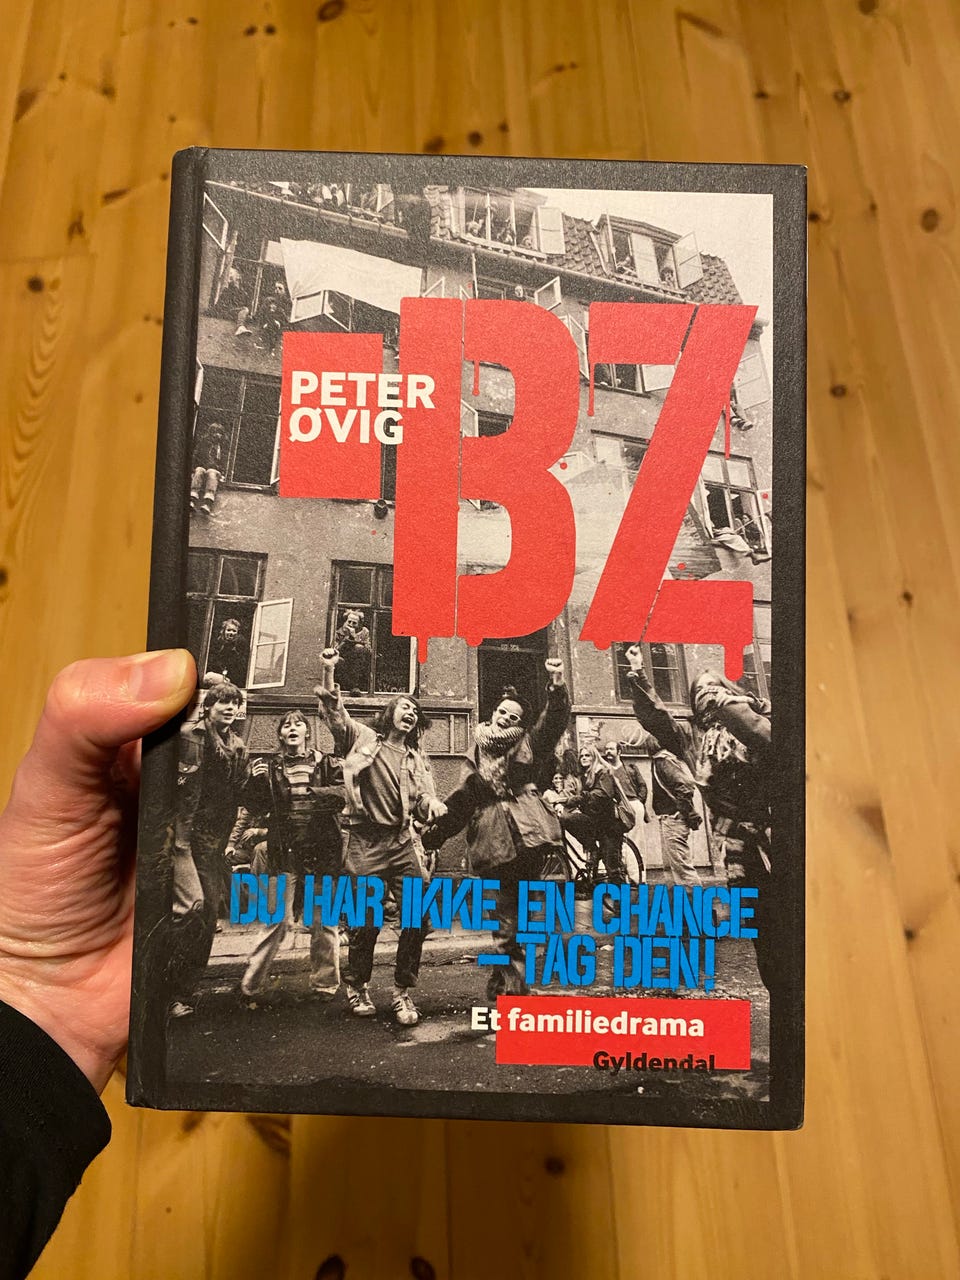 PETER
ØVIG
BZ
DU HAR IKKE EN CHANCE
– TAG DEN!
Et familiedrama
Gyldendal